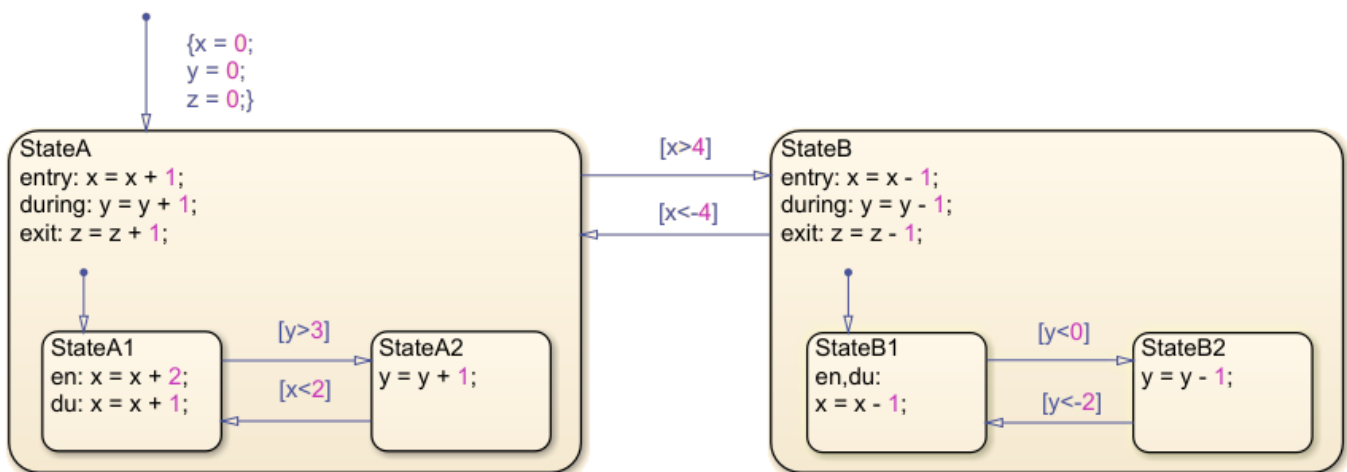 {x = 0;
y = 0;
z = 0;}
StateA
entry: x = x + 1;
during: y = y + 1;
exit: z = z + 1;
[x>4]
[x<-4]
StateB
entry: x = x - 1;
during: y = y - 1;
exit: z = z - 1;
StateA1
en: x = x + 2;
du: x = x + 1;
[y>3]
[x<2]
StateA2
y = y + 1;
StateB1
en,du:
x = x - 1;
[y<0]
[y<-2]
StateB2
y = y - 1;